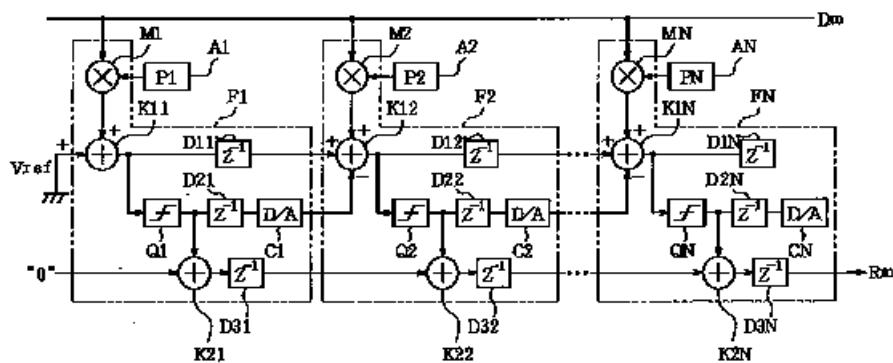 Dm
M1 A1 M2 A2 MN AN
P1 P2 PN
F1 F2 FN
K11 K12 K1N
+ + + + + +
D11 D12 D1N
Vref Z⁻¹ Z⁻¹ Z⁻¹
− − 
D21 D22 D2N
Z⁻¹ D/A Z⁻¹ D/A Z⁻¹ D/A
Q1 C1 Q2 C2 QN CN
"0" Z⁻¹ Z⁻¹ Z⁻¹
D31 D32 D3N
K21 K22 K2N